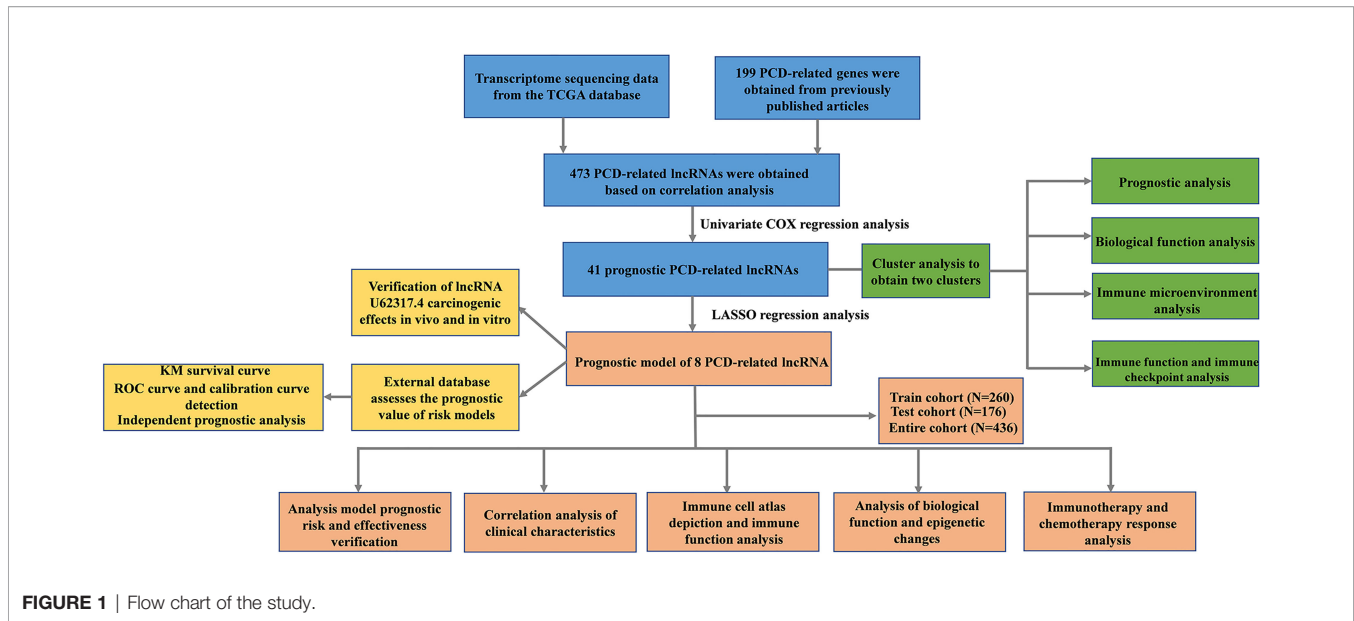 Transcriptome sequencing data
from the TCGA database
199 PCD-related genes were
obtained from previously
published articles
473 PCD-related lncRNAs were obtained
based on correlation analysis
Univariate COX regression analysis
41 prognostic PCD-related lncRNAs
Cluster analysis to
obtain two clusters
Prognostic analysis
Biological function analysis
Immune microenvironment
analysis
Immune function and immune
checkpoint analysis
LASSO regression analysis
Verification of lncRNA
U62317.4 carcinogenic
effects in vivo and in vitro
Prognostic model of 8 PCD-related lncRNA
KM survival curve
ROC curve and calibration curve
detection
Independent prognostic analysis
External database
assesses the prognostic
value of risk models
Train cohort (N=260)
Test cohort (N=176)
Entire cohort (N=436)
Analysis model prognostic
risk and effectiveness
verification
Correlation analysis of
clinical characteristics
Immune cell atlas
depiction and immune
function analysis
Analysis of biological
function and epigenetic
changes
Immunotherapy and
chemotherapy response
analysis
FIGURE 1 | Flow chart of the study.